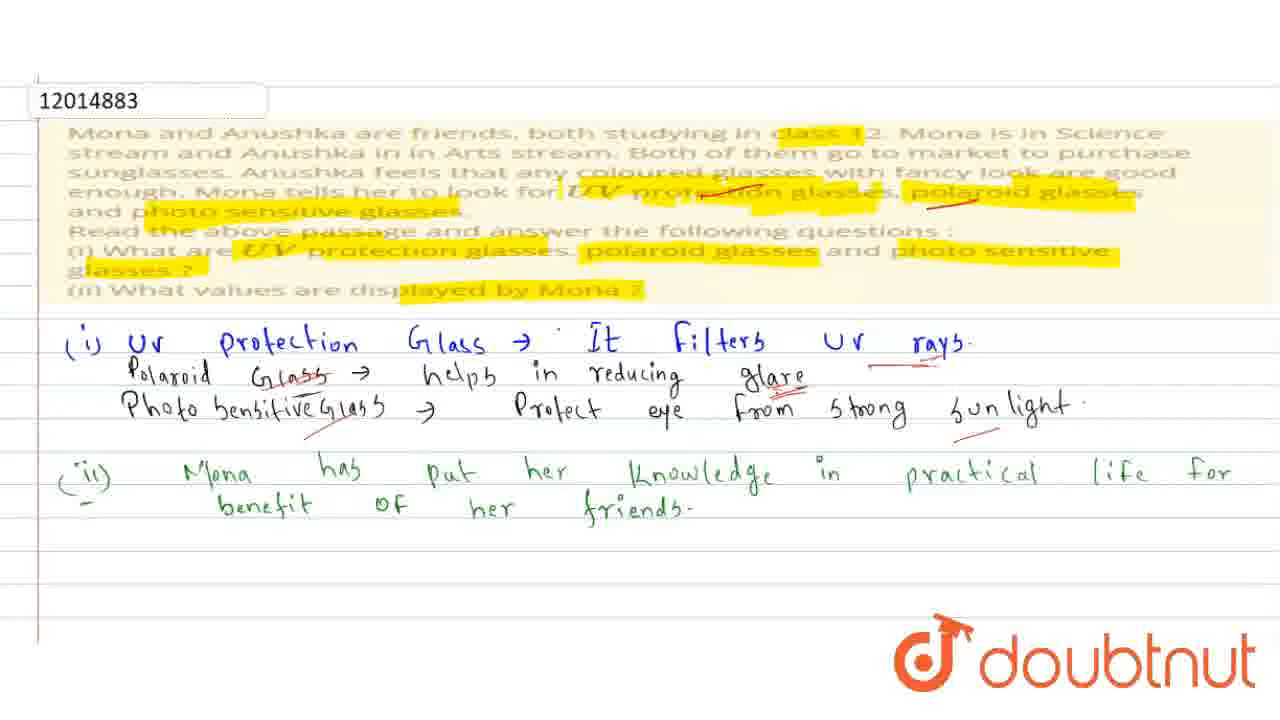 12014883
Mona and Anushka are friends, both studying in class 12. Mona is in Science
stream and Anushka in in Arts stream. Both of them go to market to purchase
sunglasses. Anushka feels that any coloured glasses with fancy look are good
enough. Mona tells her to look for UV protection glasses, polaroid glasses
and photo sensitive glasses.
Read the above passage and answer the following questions :
(i) What are UV protection glasses, polaroid glasses and photo sensitive
glasses ?
(ii) What values are displayed by Mona ?
(i) UV protection Glass → It filters UV rays.
Polaroid Glass → helps in reducing glare
Photo Sensitive Glass → Protect eye from strong sunlight.
(ii) Mona has put her knowledge in practical life for
benefit of her friends.
doubtnut